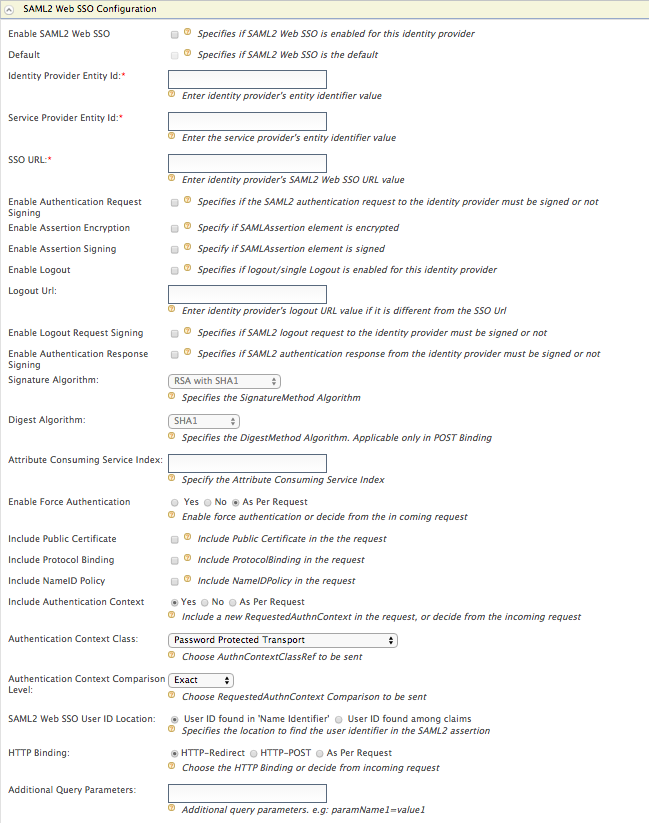 SAML2 Web SSO Configuration
Enable SAML2 Web SSO Specifies if SAML2 Web SSO is enabled for this identity provider
Default Specifies if SAML2 Web SSO is the default
Identity Provider Entity Id:*
Enter identity provider's entity identifier value
Service Provider Entity Id:*
Enter the service provider's entity identifier value
SSO URL:*
Enter identity provider's SAML2 Web SSO URL value
Enable Authentication Request Specifies if the SAML2 authentication request to the identity provider must be signed or not
Signing
Enable Assertion Encryption Specify if SAMLAssertion element is encrypted
Enable Assertion Signing Specify if SAMLAssertion element is signed
Enable Logout Specifies if logout/single Logout is enabled for this identity provider
Logout Url:
Enter identity provider's logout URL value if it is different from the SSO Url
Enable Logout Request Signing Specifies if SAML2 logout request to the identity provider must be signed or not
Enable Authentication Response Specifies if SAML2 authentication response from the identity provider must be signed or not
Signing
Signature Algorithm: RSA with SHA1
Specifies the SignatureMethod Algorithm
Digest Algorithm: SHA1
Specifies the DigestMethod Algorithm. Applicable only in POST Binding
Attribute Consuming Service Index:
Specify the Attribute Consuming Service Index
Enable Force Authentication Yes No As Per Request
Enable force authentication or decide from the in coming request
Include Public Certificate Include Public Certificate in the the request
Include Protocol Binding Include ProtocolBinding in the request
Include NameID Policy Include NameIDPolicy in the request
Include Authentication Context Yes No As Per Request
Include a new RequestedAuthnContext in the request, or decide from the incoming request
Authentication Context Class: Password Protected Transport
Choose AuthnContextClassRef to be sent
Authentication Context Comparison Exact
Level:
Choose RequestedAuthnContext Comparison to be sent
SAML2 Web SSO User ID Location: User ID found in 'Name Identifier' User ID found among claims
Specifies the location to find the user identifier in the SAML2 assertion
HTTP Binding: HTTP-Redirect HTTP-POST As Per Request
Choose the HTTP Binding or decide from incoming request
Additional Query Parameters:
Additional query parameters. e.g: paramName1=value1